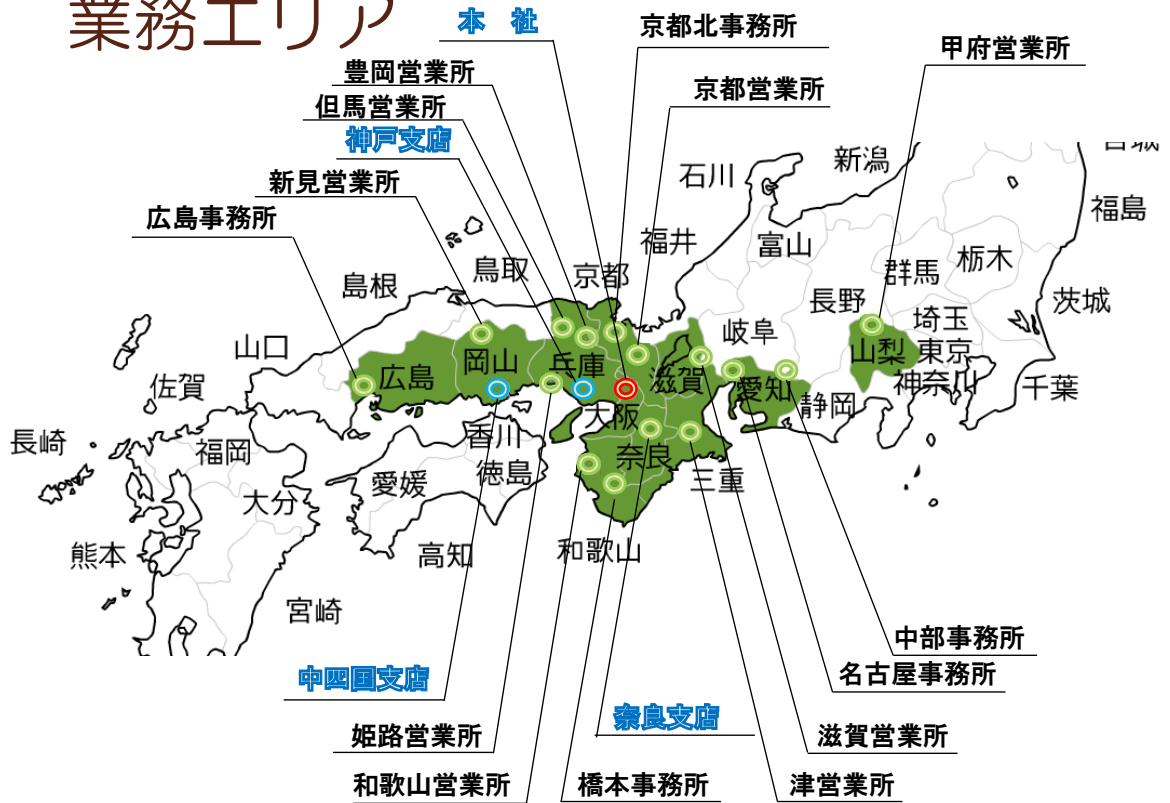 業務エリア
本 社
京都北事務所
甲府営業所
豊岡営業所
京都営業所
但馬営業所
神戸支店
新見営業所
広島事務所
宮城
新潟
石川
福島
福井
富山
栃木
群馬
鳥取
京都
島根
長野
茨城
埼玉
岐阜
山口
山梨
東京
岡山
兵庫
広島
滋賀
愛知
神奈川
千葉
佐賀
静岡
大阪
香川
長崎
福岡
奈良
徳島
愛媛
三重
大分
和歌山
高知
熊本
宮崎
中部事務所
名古屋事務所
中四国支店
奈良支店
姫路営業所
滋賀営業所
和歌山営業所
橋本事務所
津営業所